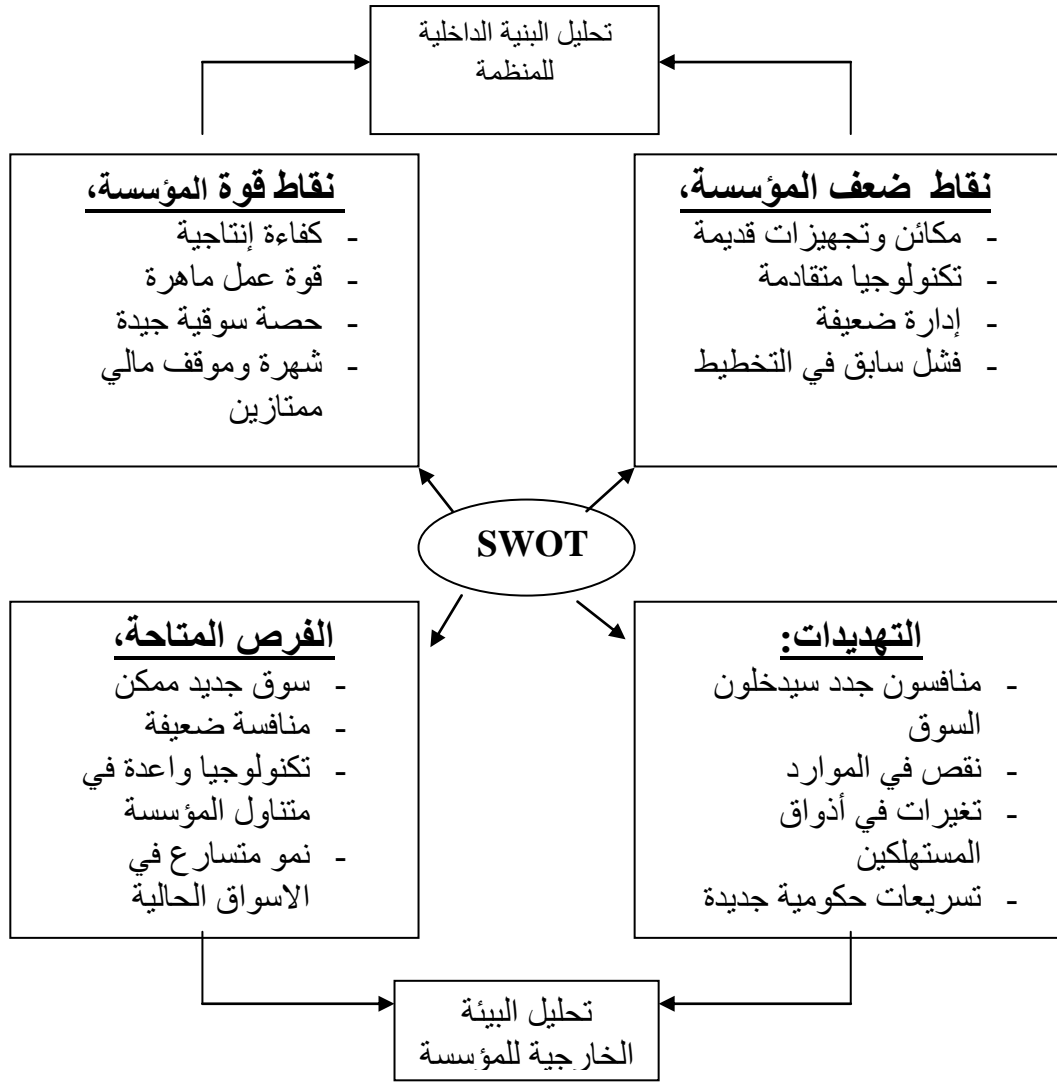 تحليل البنية الداخلية
للمنظمة
نقاط ضعف المؤسسة،
- مكائن وتجهيزات قديمة
- تكنولوجيا متقادمة
- إدارة ضعيفة
- فشل سابق في التخطيط
نقاط قوة المؤسسة،
- كفاءة إنتاجية
- قوة عمل ماهرة
- حصة سوقية جيدة
- شهرة وموقف مالي
ممتازين
SWOT
التهديدات:
- منافسون جدد سيدخلون
السوق
- نقص في الموارد
- تغيرات في أذواق
المستهلكين
- تسريعات حكومية جديدة
الفرص المتاحة،
- سوق جديد ممكن
- منافسة ضعيفة
- تكنولوجيا واعدة في
متناول المؤسسة
- نمو متسارع في
الاسواق الحالية
تحليل البيئة
الخارجية للمؤسسة